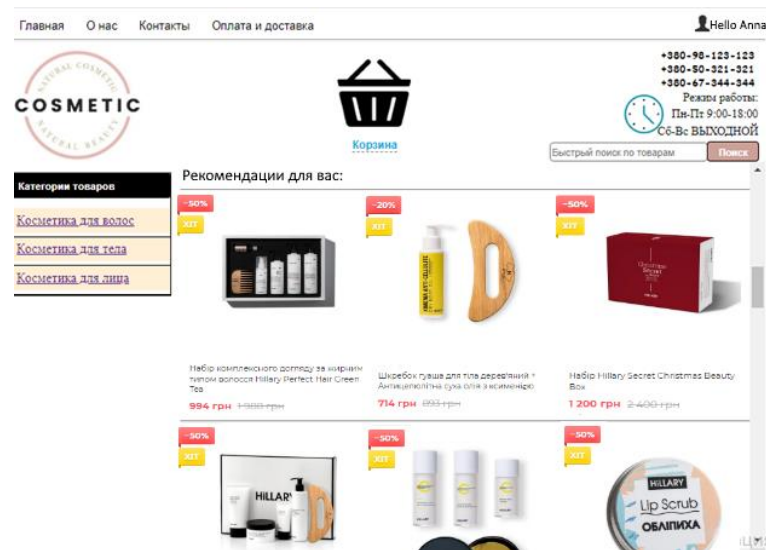 Главная О нас Контакты Оплата и доставка Hello Anna
NATURAL COSMETIC
COSMETIC
NATURAL BEAUTY
Корзина
+380-98-123-123
+380-50-321-321
+380-67-344-344
Режим работы:
Пн-Пт 9:00-18:00
Сб-Вс ВЫХОДНОЙ
Быстрый поиск по товарам Поиск
Категории товаров
Косметика для волос
Косметика для тела
Косметика для лица
Рекомендации для вас:
-50%
ХІТ
Набір комплексного догляду за жирним
типом волосся Hillary Perfect Hair Green
Tea
994 грн 1 988 грн
-20%
ХІТ
Шкребок гуаша для тіла дерев'яний +
Антицелюлітна суха олія з ксименією
714 грн 893 грн
-50%
ХІТ
Christmas
Secret
Набір Hillary Secret Christmas Beauty
Box
1 200 грн 2 400 грн
-50%
ХІТ
HiLLARY
-50%
ХІТ
-50%
ХІТ
HiLLARY
Lip Scrub
ОБЛІПИХА